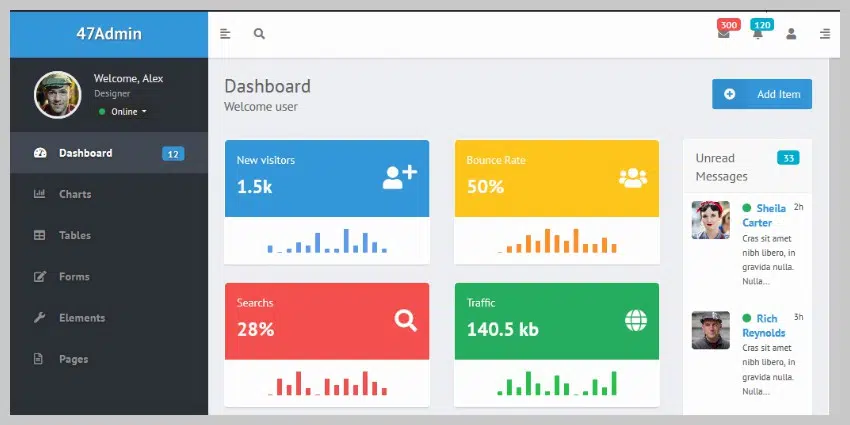 47Admin
300
120
Welcome, Alex
Designer
Online
Dashboard 12
Charts
Tables
Forms
Elements
Pages
Dashboard
Welcome user
Add Item
New visitors
1.5k
Bounce Rate
50%
Searchs
28%
Traffic
140.5 kb
Unread
Messages
33
Sheila
Carter
2h
Cras sit amet
nibh libero, in
gravida nulla.
Nulla...
Rich
Reynolds
3h
Cras sit amet
nibh libero, in
gravida nulla.
Nulla...